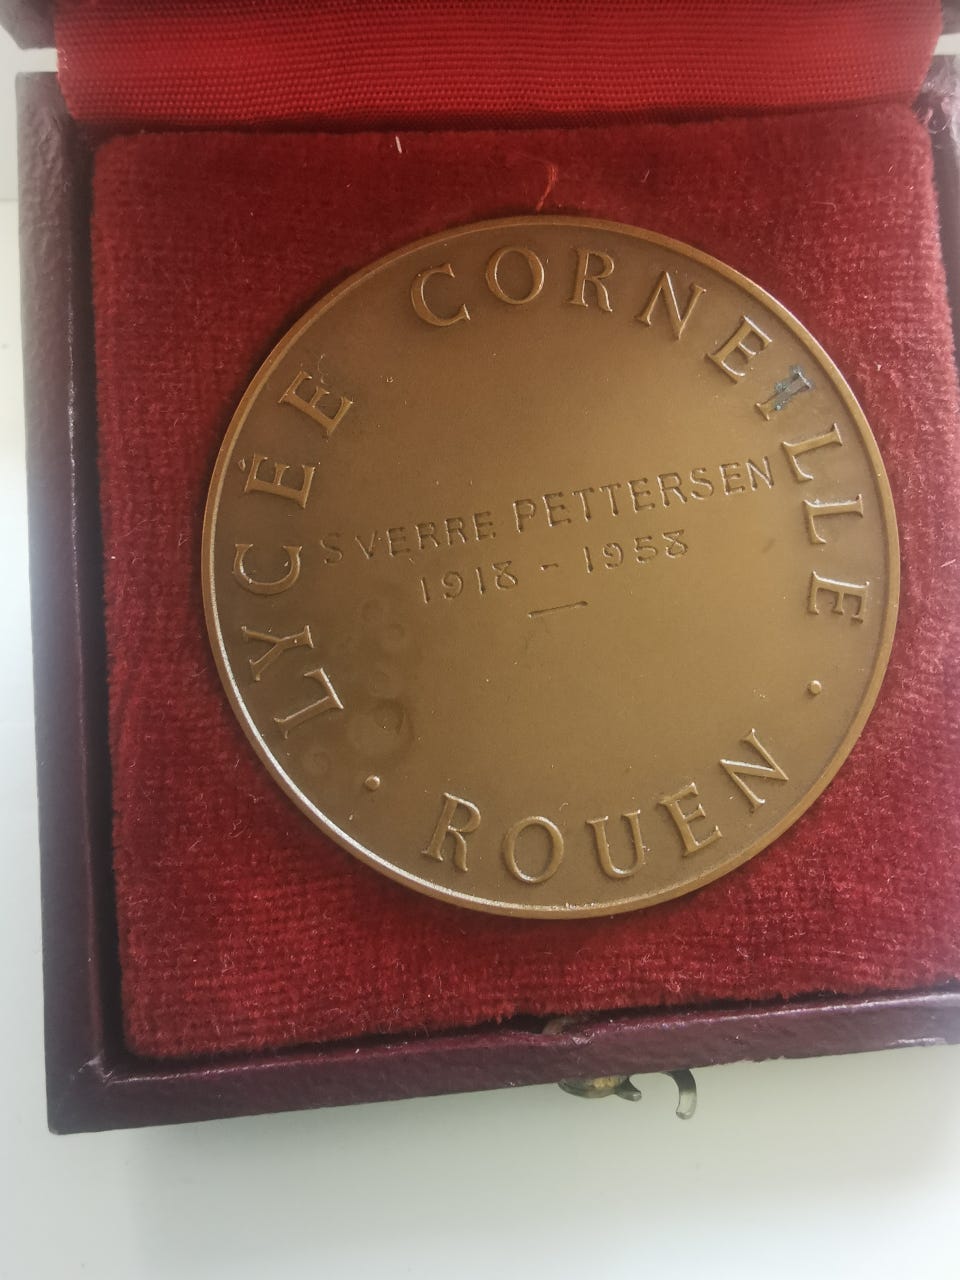 LYCÉE CORNEILLE
SVERRE PETTERSEN
1918 - 1958
• ROUEN •